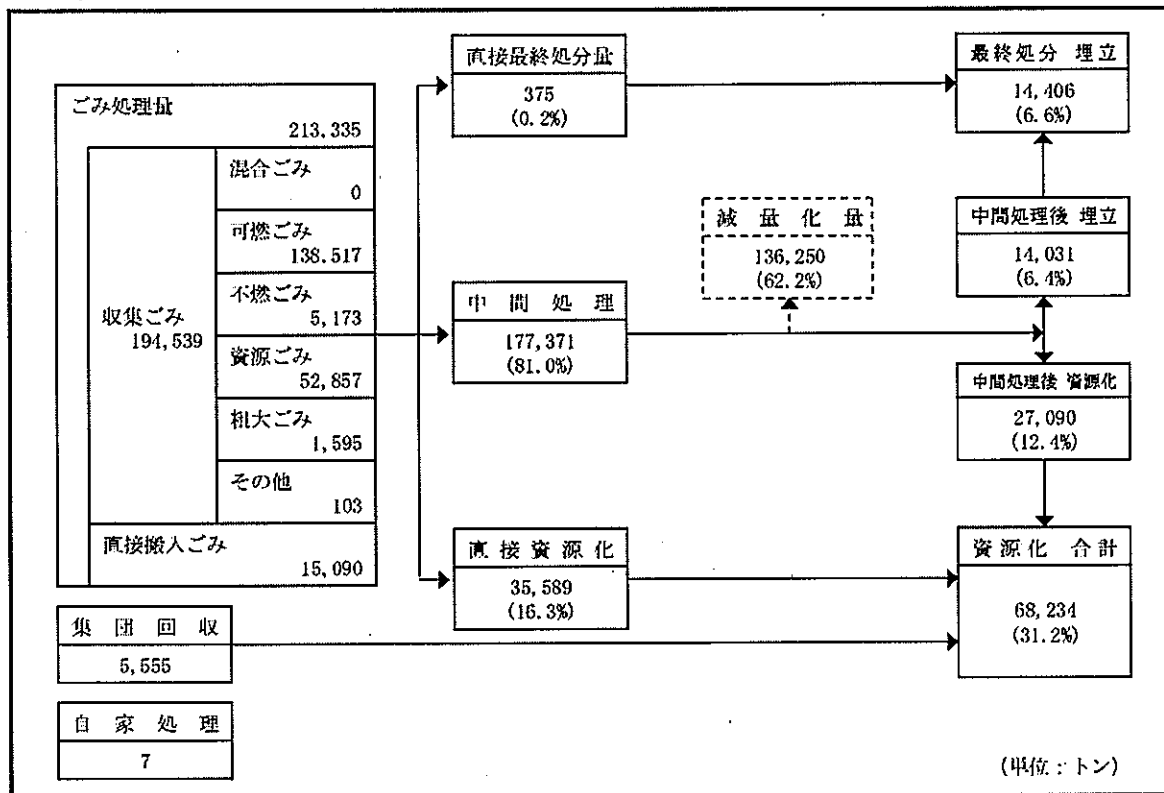 ごみ処理量
213,335
収集ごみ
194,539
混合ごみ
0
可燃ごみ
138.517
不燃ごみ
5,173
資源ごみ
52,857
粗大ごみ
1,595
その他
103
直接搬入ごみ
15,090
集団回収
5,555
自家処理
7
直接最終処分量
375
(0.2%)
中間処理
177,371
(81.0%)
直接資源化
35,589
(16.3%)
減量化量
136,250
(62.2%)
最終処分 埋立
14,406
(6.6%)
中間処理後 埋立
14,031
(6.4%)
中間処理後 資源化
27,090
(12.4%)
資源化 合計
68,234
(31.2%)
(単位:トン)